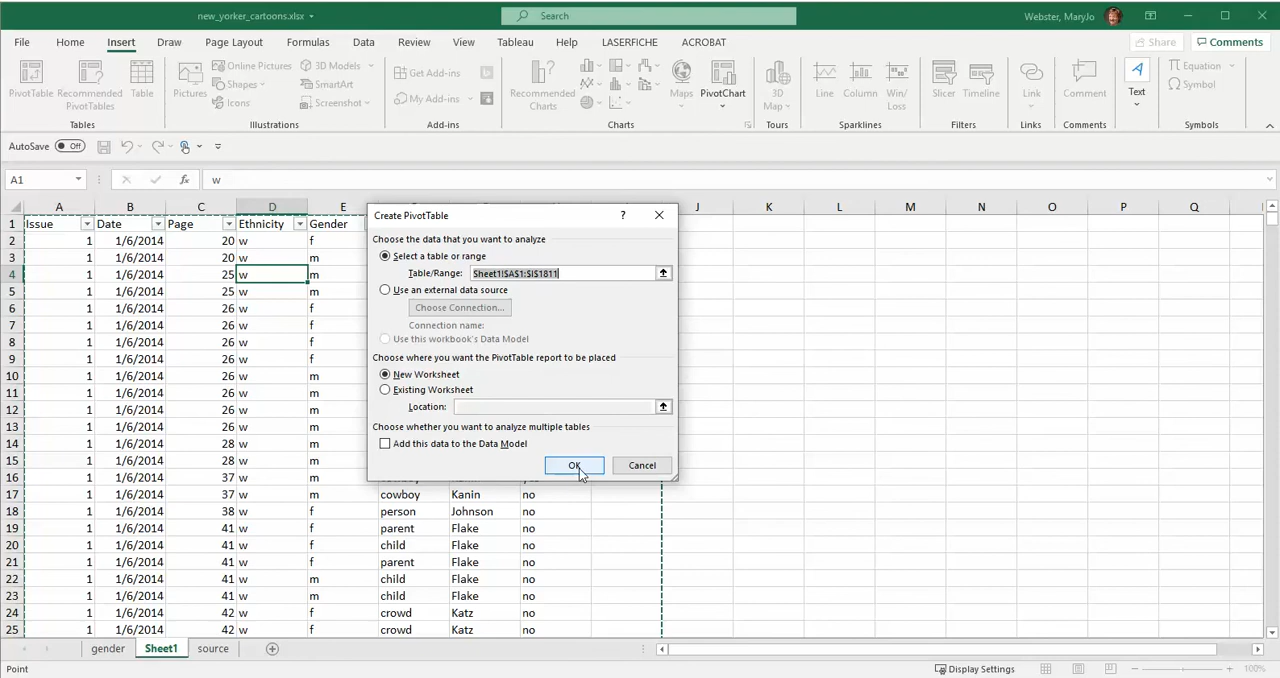 new_yorker_cartoons.xlsx
Search
Webster, MaryJo
File Home Insert Draw Page Layout Formulas Data Review View Tableau Help LASERFICHE ACROBAT Share Comments
PivotTable Recommended PivotTables Table
Tables
Pictures Online Pictures Shapes Icons 3D Models SmartArt Screenshot
Illustrations
Get Add-ins
My Add-ins
Add-ins
Recommended Charts Maps PivotChart
Charts
3D Map
Tours
Line Column Win/ Loss
Sparklines
Slicer Timeline
Filters
Link
Links
Comment
Comments
Text
Equation
Symbol
Symbols
AutoSave Off
A1 fx w
A B C D E J K L M N O P Q
1 Issue Date Page Ethnicity Gender
2 1 1/6/2014 20 w f
3 1 1/6/2014 20 w m
4 1 1/6/2014 25 w m
5 1 1/6/2014 25 w m
6 1 1/6/2014 26 w f
7 1 1/6/2014 26 w f
8 1 1/6/2014 26 w f
9 1 1/6/2014 26 w f
10 1 1/6/2014 26 w m
11 1 1/6/2014 26 w m
12 1 1/6/2014 26 w m
13 1 1/6/2014 26 w m
14 1 1/6/2014 28 w m
15 1 1/6/2014 28 w m
16 1 1/6/2014 37 w m
17 1 1/6/2014 37 w m cowboy Kanin no
18 1 1/6/2014 38 w f person Johnson no
19 1 1/6/2014 41 w f parent Flake no
20 1 1/6/2014 41 w f child Flake no
21 1 1/6/2014 41 w f parent Flake no
22 1 1/6/2014 41 w m child Flake no
23 1 1/6/2014 41 w m child Flake no
24 1 1/6/2014 42 w f crowd Katz no
25 1 1/6/2014 42 w f crowd Katz no
Create PivotTable ?
Choose the data that you want to analyze
Select a table or range
Table/Range: Sheet1!$A$1:$I$1811
Use an external data source
Choose Connection...
Connection name:
Use this workbook's Data Model
Choose where you want the PivotTable report to be placed
New Worksheet
Existing Worksheet
Location:
Choose whether you want to analyze multiple tables
Add this data to the Data Model
OK Cancel
gender Sheet1 source
Point Display Settings 100%